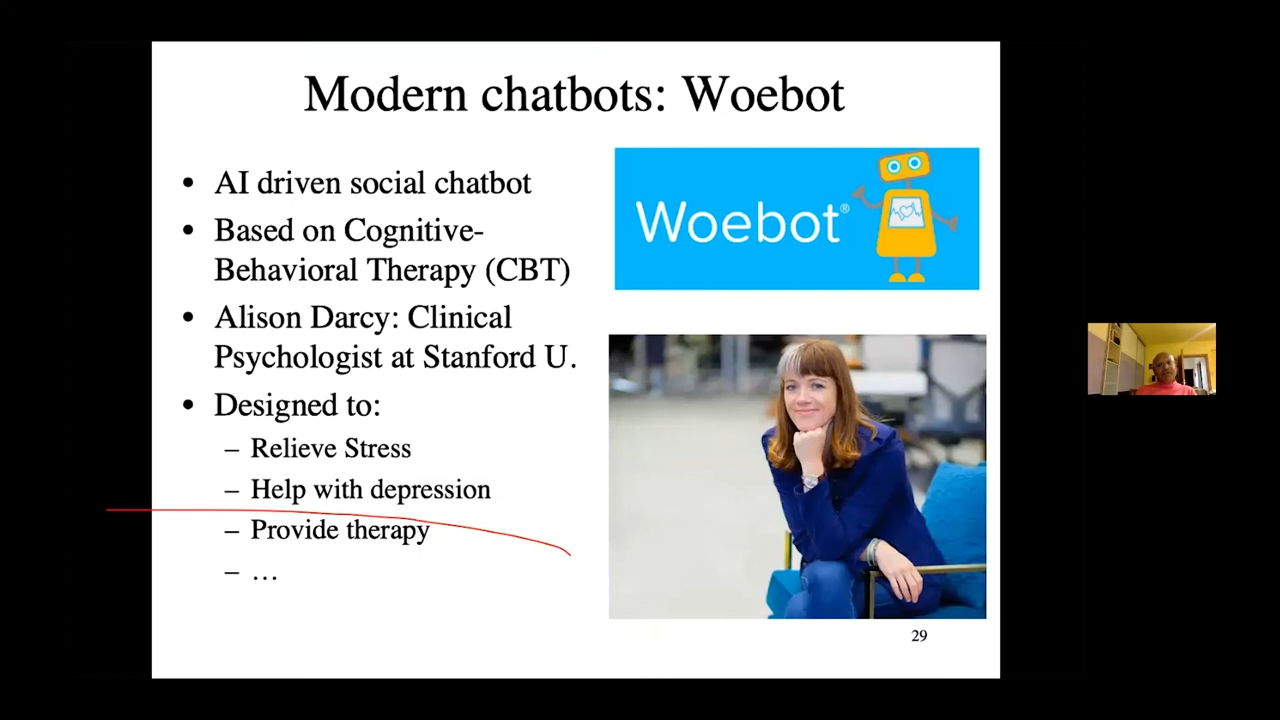 Modern chatbots: Woebot
• AI driven social chatbot
• Based on Cognitive-
Behavioral Therapy (CBT)
• Alison Darcy: Clinical
Psychologist at Stanford U.
• Designed to:
– Relieve Stress
– Help with depression
– Provide therapy
– …
Woebot®
29